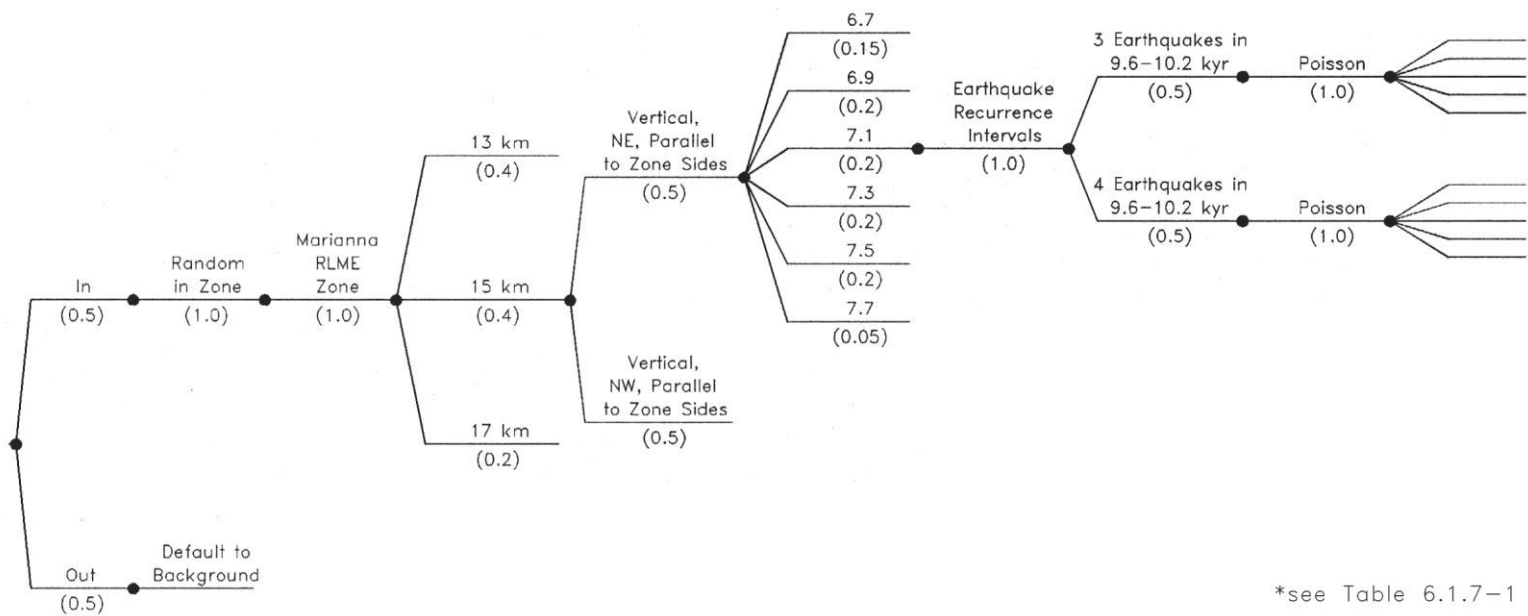 In
(0.5)
Out
(0.5)
Default to
Background
Random
in Zone
(1.0)
Marianna
RLME
Zone
(1.0)
13 km
(0.4)
15 km
(0.4)
17 km
(0.2)
Vertical,
NE, Parallel
to Zone Sides
(0.5)
Vertical,
NW, Parallel
to Zone Sides
(0.5)
6.7
(0.15)
6.9
(0.2)
7.1
(0.2)
7.3
(0.2)
7.5
(0.2)
7.7
(0.05)
Earthquake
Recurrence
Intervals
(1.0)
3 Earthquakes in
9.6-10.2 kyr
(0.5)
Poisson
(1.0)
4 Earthquakes in
9.6-10.2 kyr
(0.5)
Poisson
(1.0)
*see Table 6.1.7-1